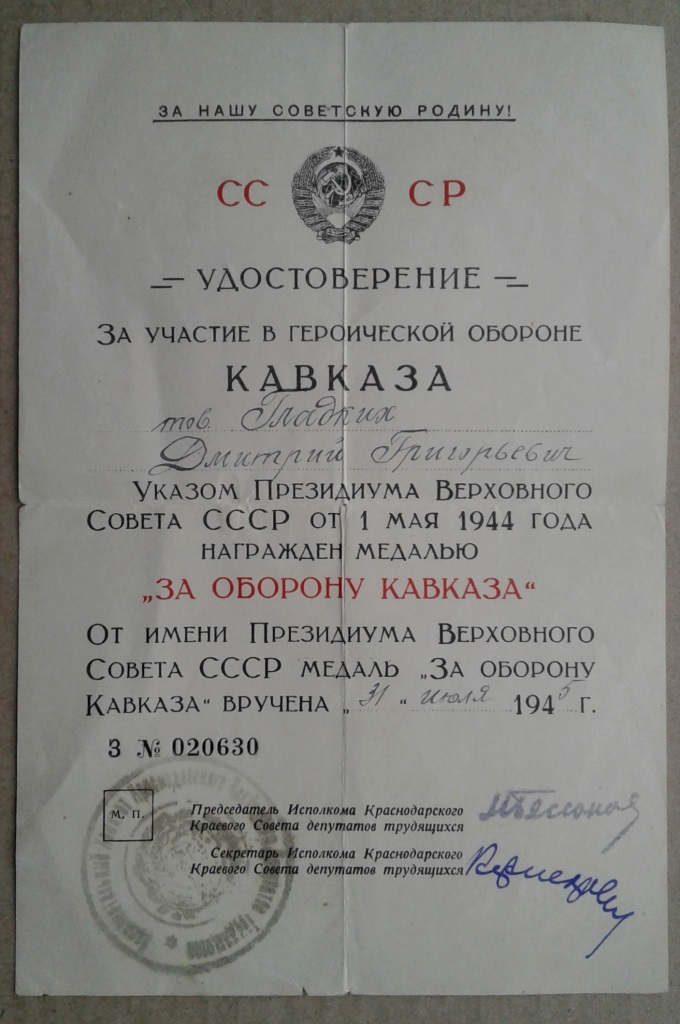 ЗА НАШУ СОВЕТСКУЮ РОДИНУ!
СС СР
УДОСТОВЕРЕНИЕ
ЗА УЧАСТИЕ В ГЕРОИЧЕСКОЙ ОБОРОНЕ
КАВКАЗА
тов. Гладких
Дмитрий Григорьевич
УКАЗОМ ПРЕЗИДИУМА ВЕРХОВНОГО
СОВЕТА СССР ОТ 1 МАЯ 1944 ГОДА
НАГРАЖДЕН МЕДАЛЬЮ
„ЗА ОБОРОНУ КАВКАЗА“
ОТ ИМЕНИ ПРЕЗИДИУМА ВЕРХОВНОГО
СОВЕТА СССР МЕДАЛЬ „ЗА ОБОРОНУ
КАВКАЗА“ ВРУЧЕНА „31“ июля 1945 Г.
З № 020630
М. П.
Председатель Исполкома Краснодарского
Краевого Совета депутатов трудящихся
Секретарь Исполкома Краснодарского
Краевого Совета депутатов трудящихся